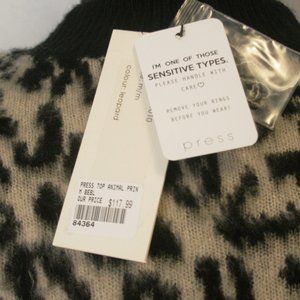 I'M ONE OF THOSE
SENSITIVE TYPES.
PLEASE HANDLE WITH
CARE♡
REMOVE YOUR RINGS
BEFORE YOU WEAR!
press
colour: leopard
PRESS TOP ANIMAL PRIN
M BEBL
OUR PRICE $117.99
84364